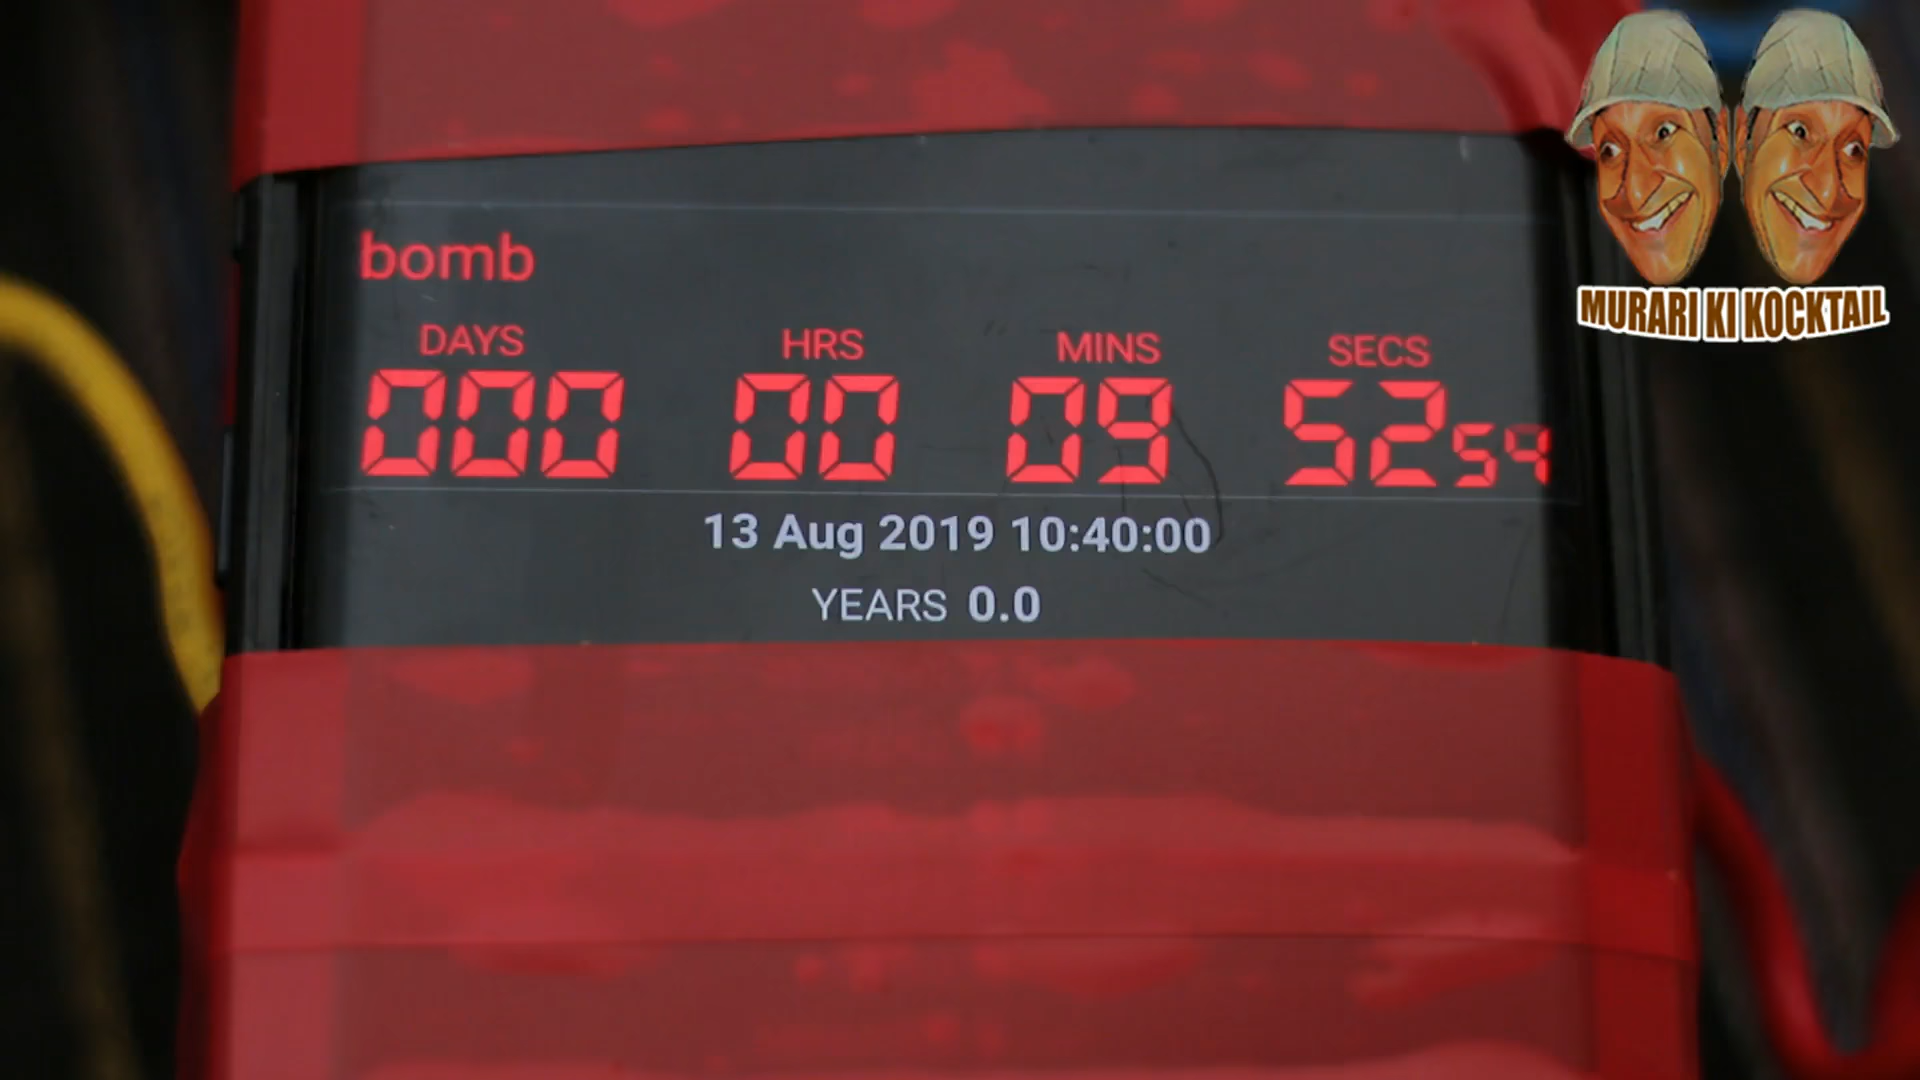 bomb
DAYS HRS MINS SECS
000 00 09 52 59
13 Aug 2019 10:40:00
YEARS 0.0
MURARI KI KOCKTAIL